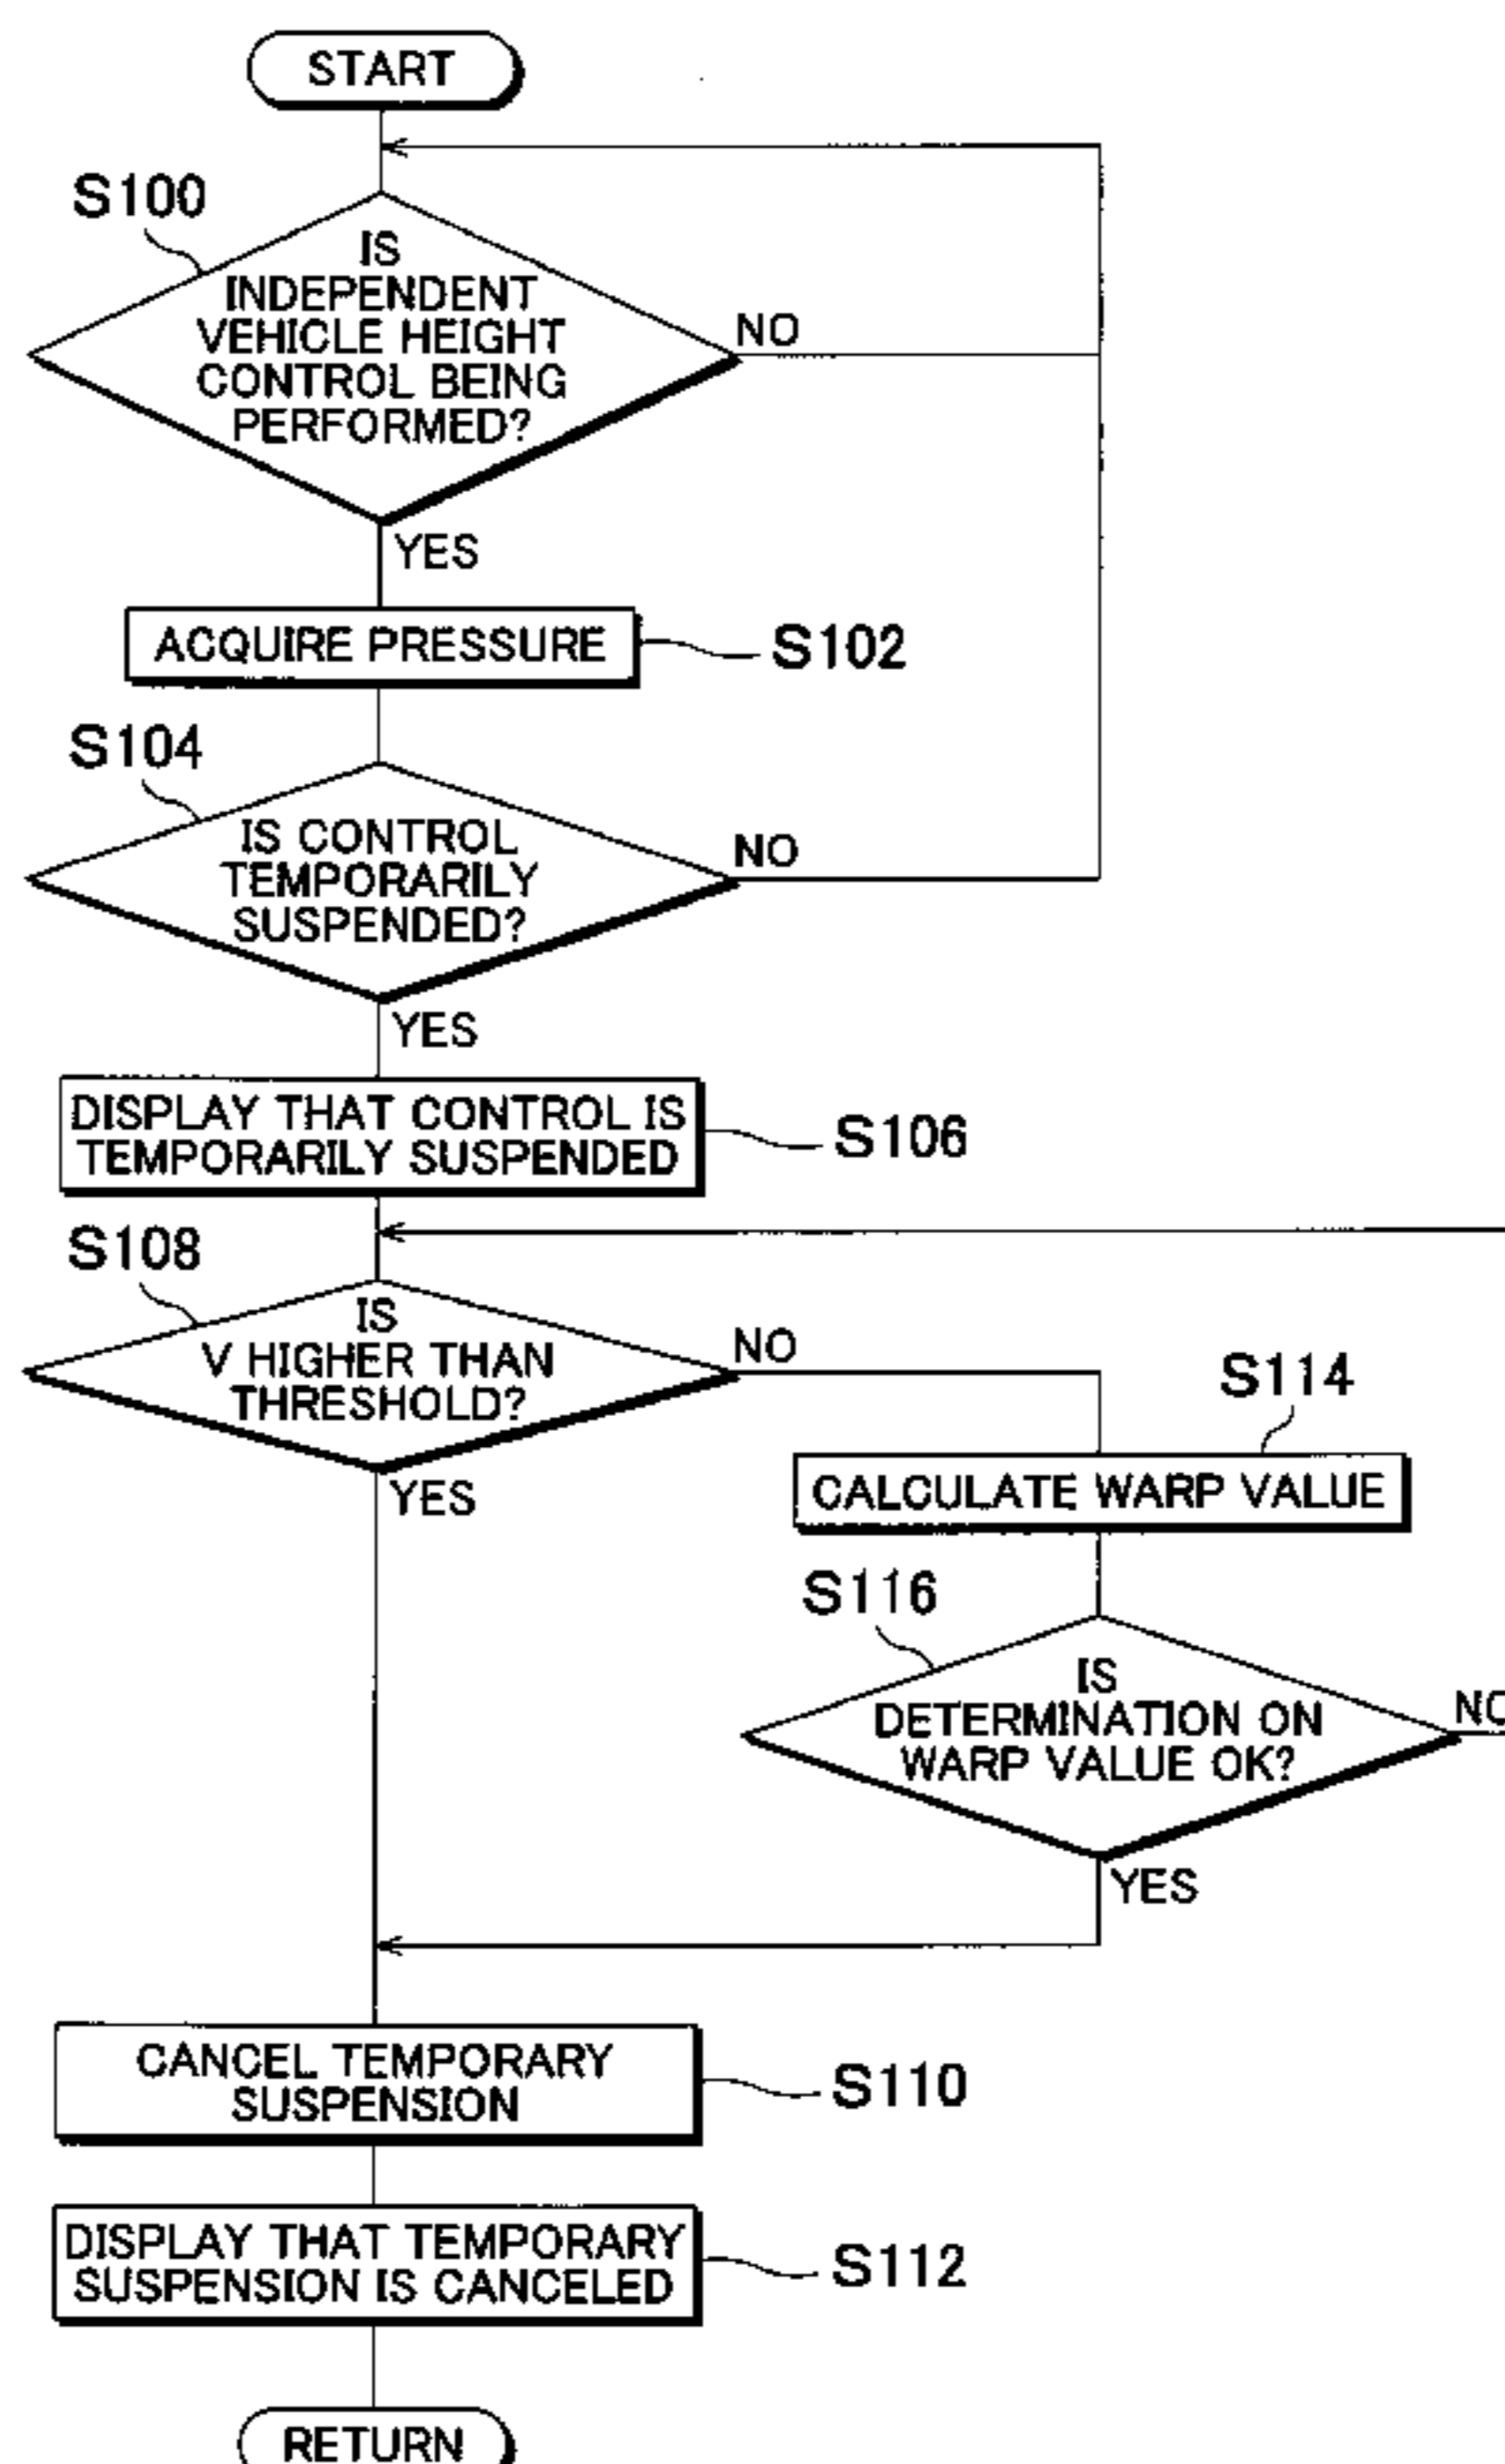 START
S100
IS
INDEPENDENT
VEHICLE HEIGHT
CONTROL BEING
PERFORMED?
NO
YES
ACQUIRE PRESSURE
S102
S104
IS CONTROL
TEMPORARILY
SUSPENDED?
NO
YES
DISPLAY THAT CONTROL IS
TEMPORARILY SUSPENDED
S106
S108
IS
V HIGHER THAN
THRESHOLD?
NO
YES
S114
CALCULATE WARP VALUE
S116
IS
DETERMINATION ON
WARP VALUE OK?
NO
YES
CANCEL TEMPORARY
SUSPENSION
S110
DISPLAY THAT TEMPORARY
SUSPENSION IS CANCELED
S112
RETURN